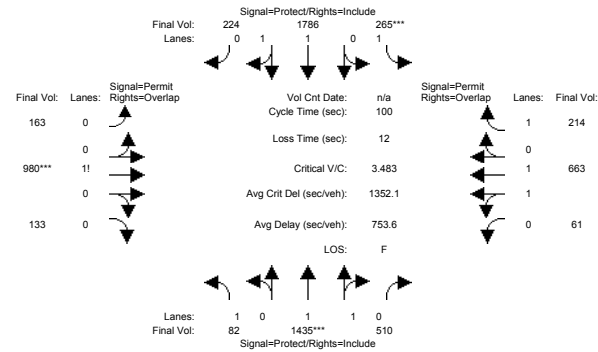 Signal=Protect/Rights=Include
Final Vol: 224 1786 265***
Lanes: 0 1 1 0 1
Signal=Permit Signal=Permit
Final Vol: Lanes: Rights=Overlap Vol Cnt Date: n/a Rights=Overlap Lanes: Final Vol:
Cycle Time (sec): 100
163 0 1 214
Loss Time (sec): 12
0 0
980*** 1! Critical V/C: 3.483 1 663
0 Avg Crit Del (sec/veh): 1352.1 1
133 0 Avg Delay (sec/veh): 753.6 0 61
LOS: F
Lanes: 1 0 1 1 0
Final Vol: 82 1435*** 510
Signal=Protect/Rights=Include